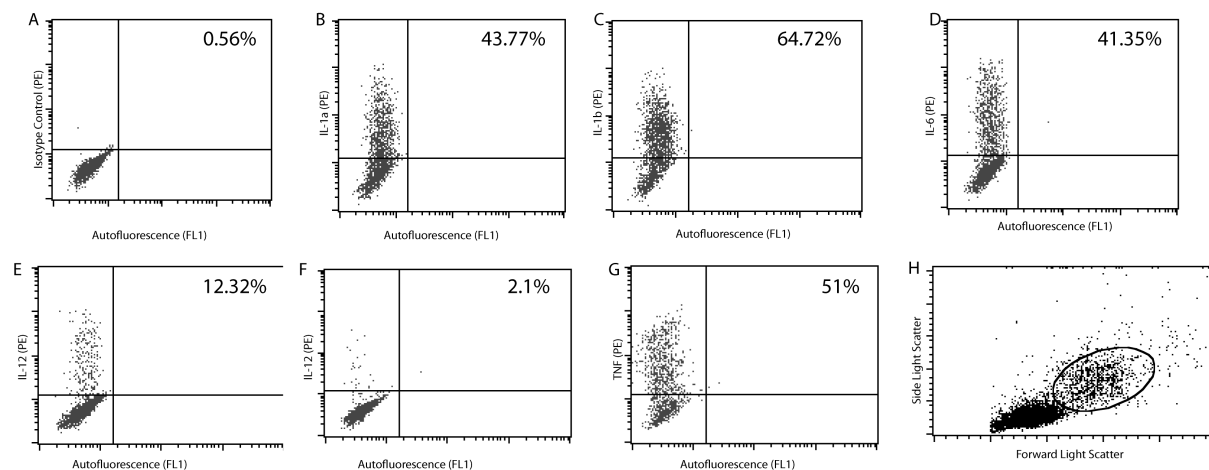 A
0.56%
Isotype Control (PE)
Autofluorescence (FL1)
B
43.77%
IL-1a (PE)
Autofluorescence (FL1)
C
64.72%
IL-1b (PE)
Autofluorescence (FL1)
D
41.35%
IL-6 (PE)
Autofluorescence (FL1)
E
12.32%
IL-12 (PE)
Autofluorescence (FL1)
F
2.1%
IL-12 (PE)
Autofluorescence (FL1)
G
51%
TNF (PE)
Autofluorescence (FL1)
H
Side Light Scatter
Forward Light Scatter